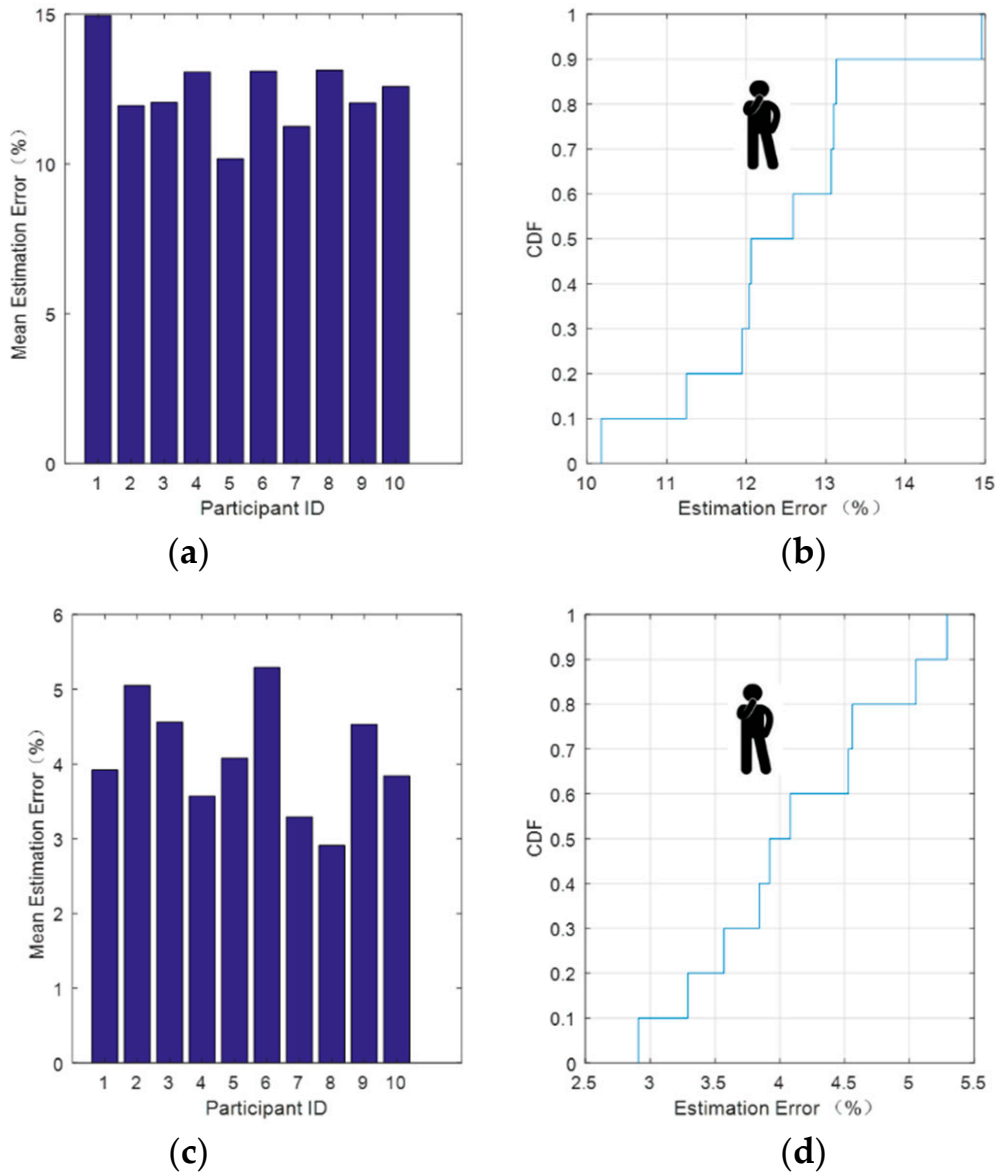 15
10
5
0
Mean Estimation Error（%）
1 2 3 4 5 6 7 8 9 10
Participant ID
(a)
1
0.9
0.8
0.7
0.6
0.5
0.4
0.3
0.2
0.1
0
CDF
10 11 12 13 14 15
Estimation Error （%）
(b)
6
5
4
3
2
1
0
Mean Estimation Error（%）
1 2 3 4 5 6 7 8 9 10
Participant ID
(c)
1
0.9
0.8
0.7
0.6
0.5
0.4
0.3
0.2
0.1
0
CDF
2.5 3 3.5 4 4.5 5 5.5
Estimation Error （%）
(d)